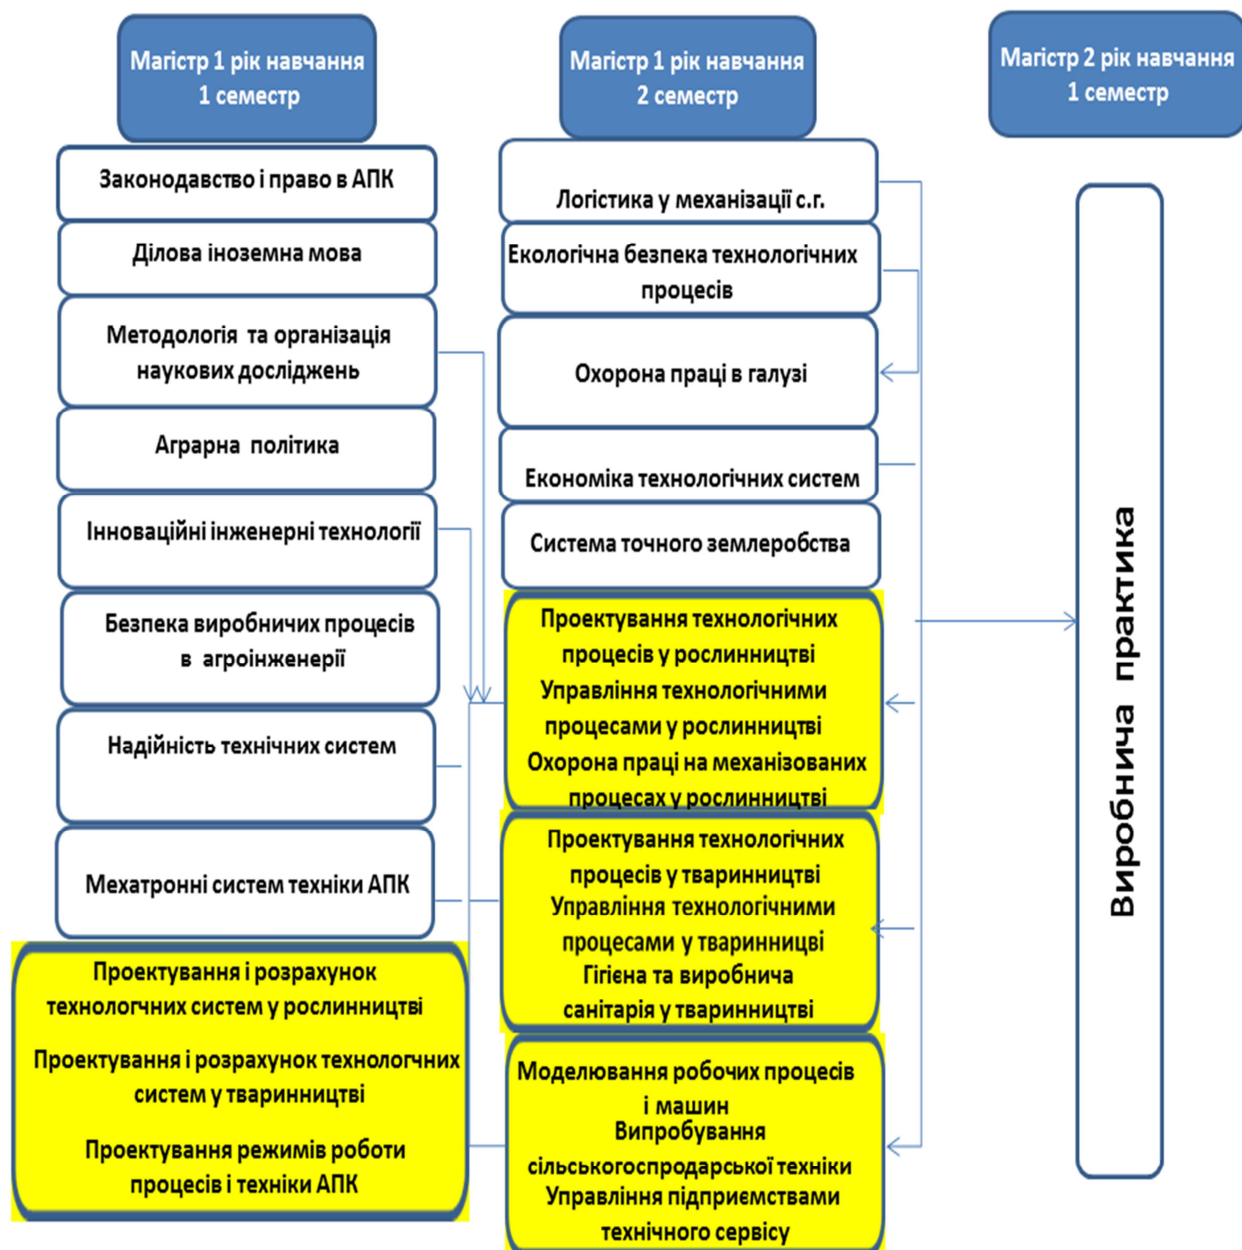 Магістр 1 рік навчання
1 семестр
Законодавство і право в АПК
Ділова іноземна мова
Методологія та організація
наукових досліджень
Аграрна політика
Інноваційні інженерні технології
Безпека виробничих процесів
в агроінженерії
Надійність технічних систем
Мехатронні систем техніки АПК
Проектування і розрахунок
технологчних систем у рослинництві
Проектування і розрахунок технологчних
систем у тваринництві
Проектування режимів роботи
процесів і техніки АПК
Магістр 1 рік навчання
2 семестр
Логістика у механізації с.г.
Екологічна безпека технологічних
процесів
Охорона праці в галузі
Економіка технологічних систем
Система точного землеробства
Проектування технологічних
процесів у рослинництві
Управління технологічними
процесами у рослинництві
Охорона праці на механізованих
процесах у рослинництві
Проектування технологічних
процесів у тваринництві
Управління технологічними
процесами у тваринницві
Гігієна та виробнича
санітарія у тваринництві
Моделювання робочих процесів
і машин
Випробування
сільськогоспродарської техніки
Управління підприємствами
технічного сервісу
Магістр 2 рік навчання
1 семестр
Виробнича практика